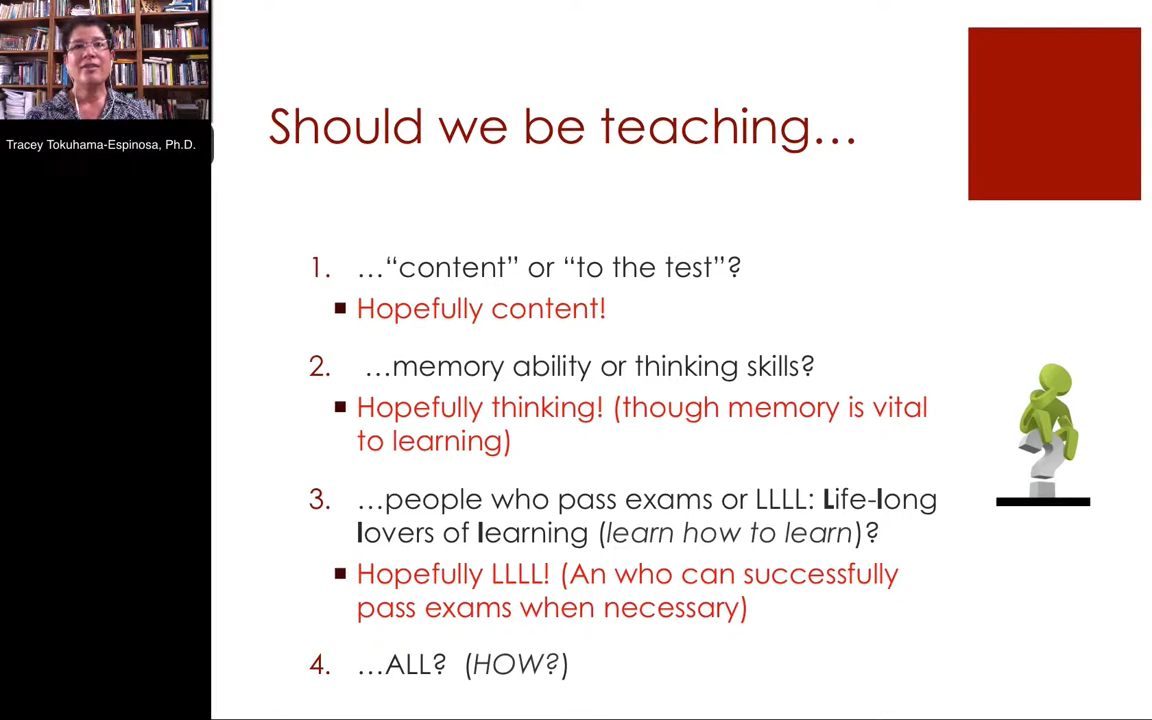 Tracey Tokuhama-Espinosa, Ph.D.
Should we be teaching…
1. …“content” or “to the test”?
■ Hopefully content!
2. …memory ability or thinking skills?
■ Hopefully thinking! (though memory is vital
to learning)
3. …people who pass exams or LLLL: Life-long
lovers of learning (learn how to learn)?
■ Hopefully LLLL! (An who can successfully
pass exams when necessary)
4. …ALL? (HOW?)